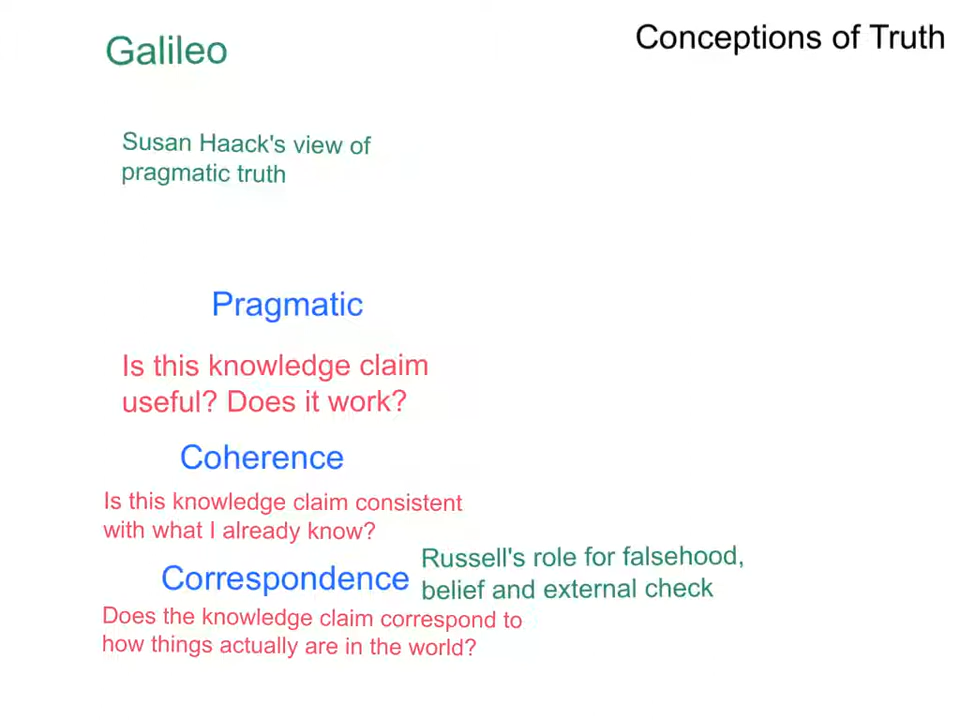 Galileo
Conceptions of Truth
Susan Haack's view of
pragmatic truth
Pragmatic
Is this knowledge claim
useful? Does it work?
Coherence
Is this knowledge claim consistent
with what I already know?
Russell's role for falsehood,
belief and external check
Correspondence
Does the knowledge claim correspond to
how things actually are in the world?